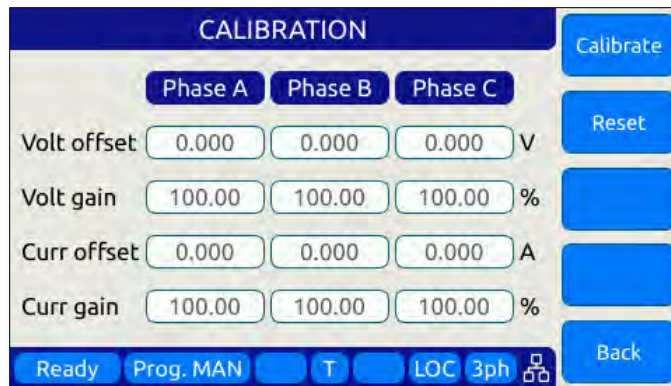 CALIBRATION
Calibrate
Phase A Phase B Phase C
Reset
Volt offset 0.000 0.000 0.000 V
Volt gain 100.00 100.00 100.00 %
Curr offset 0.000 0.000 0.000 A
Curr gain 100.00 100.00 100.00 %
Back
Ready Prog. MAN T LOC 3ph